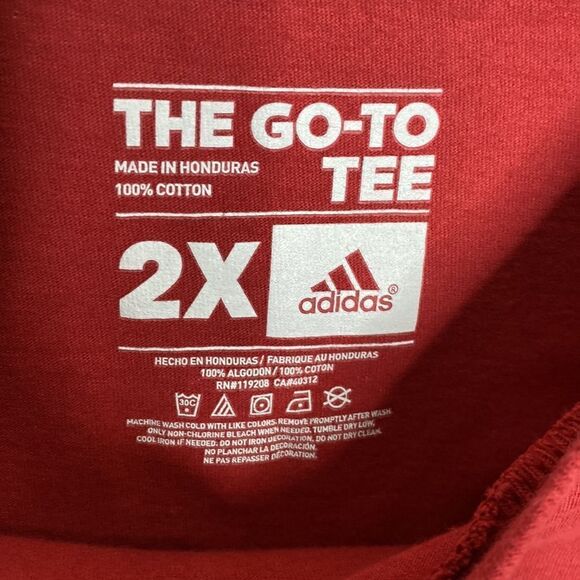 THE GO-TO
MADE IN HONDURAS
100% COTTON
TEE
2X
adidas®
HECHO EN HONDURAS / FABRIQUE AU HONDURAS
100% ALGODON / 100% COTON
RN#119208 CA#40312
30C
MACHINE WASH COLD WITH LIKE COLORS. REMOVE PROMPTLY AFTER WASH.
ONLY NON-CHLORINE BLEACH WHEN NEEDED. TUMBLE DRY LOW.
COOL IRON IF NEEDED. DO NOT IRON DECORATION. DO NOT DRY CLEAN.
NO PLANCHAR LA DECORACIÓN.
NE PAS REPASSER DÉCORATION.